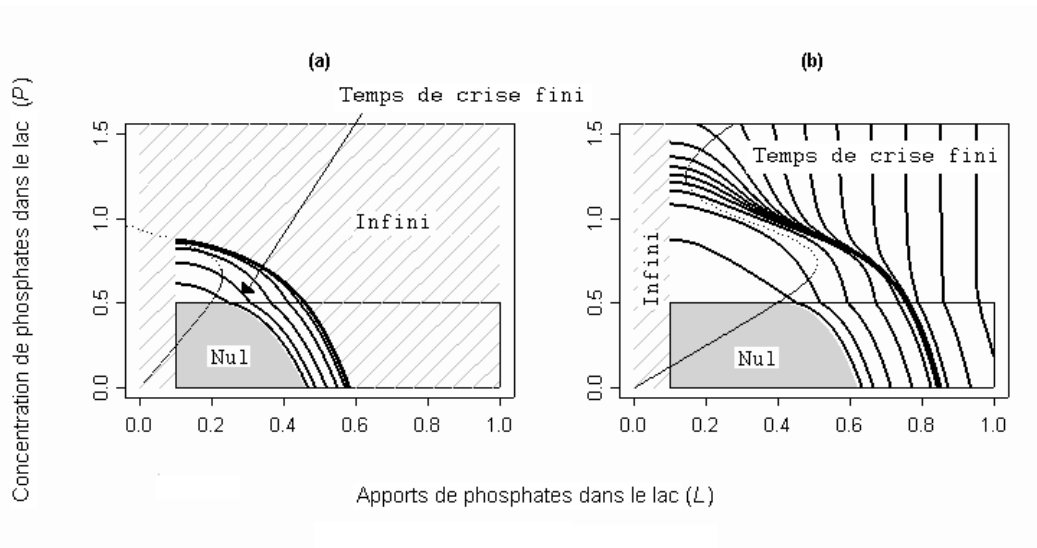 (a)
(b)
Temps de crise fini
Concentration de phosphates dans le lac (P)
1.5
1.0
0.5
0.0
Infini
Nul
0.0 0.2 0.4 0.6 0.8 1.0
1.5
1.0
0.5
0.0
Temps de crise fini
Infini
Nul
0.0 0.2 0.4 0.6 0.8 1.0
Apports de phosphates dans le lac (L)